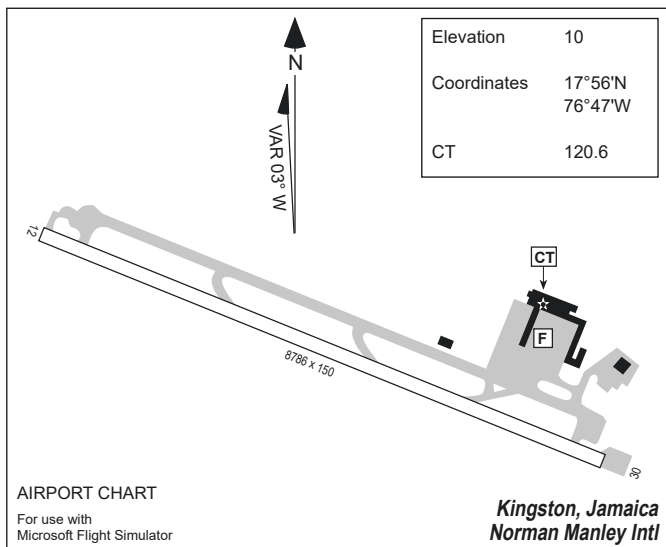 N
VAR 03° W
Elevation 10
Coordinates 17°56'N
76°47'W
CT 120.6
12
CT
F
8786 x 150
30
AIRPORT CHART
For use with
Microsoft Flight Simulator
Kingston, Jamaica
Norman Manley Intl